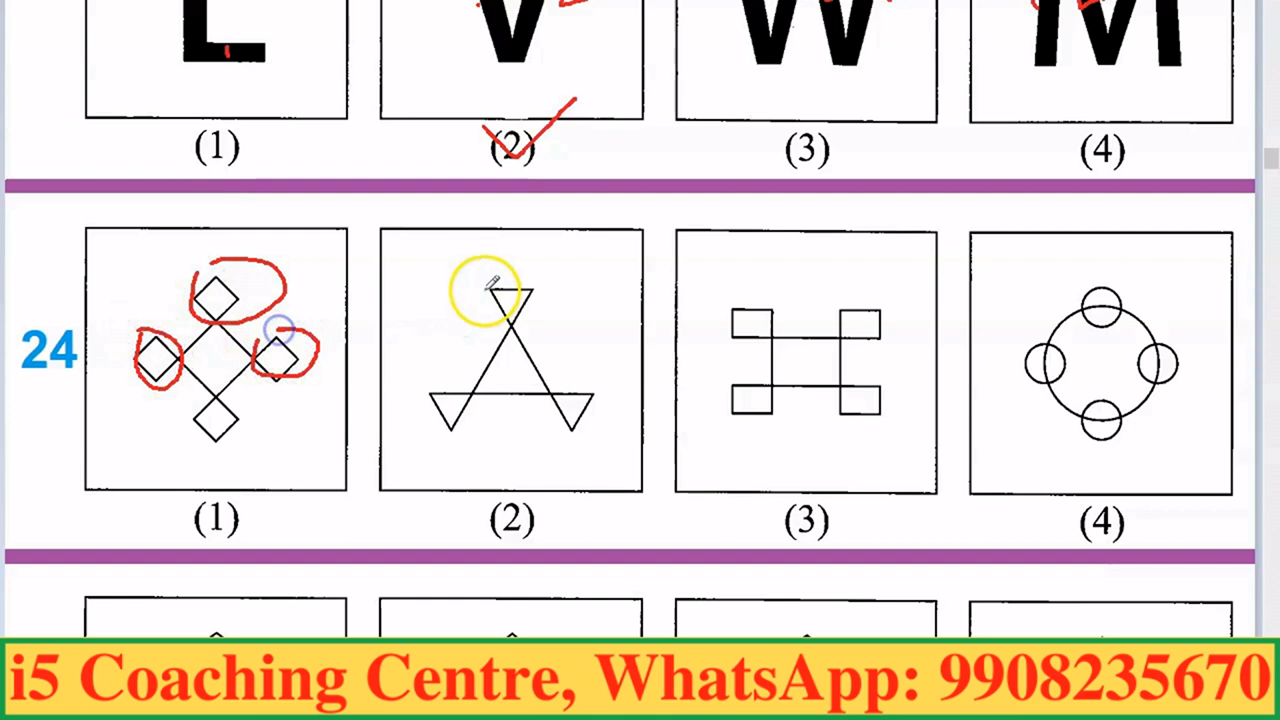 L V W M
(1) (2) (3) (4)
24
(1) (2) (3) (4)
i5 Coaching Centre, WhatsApp: 9908235670